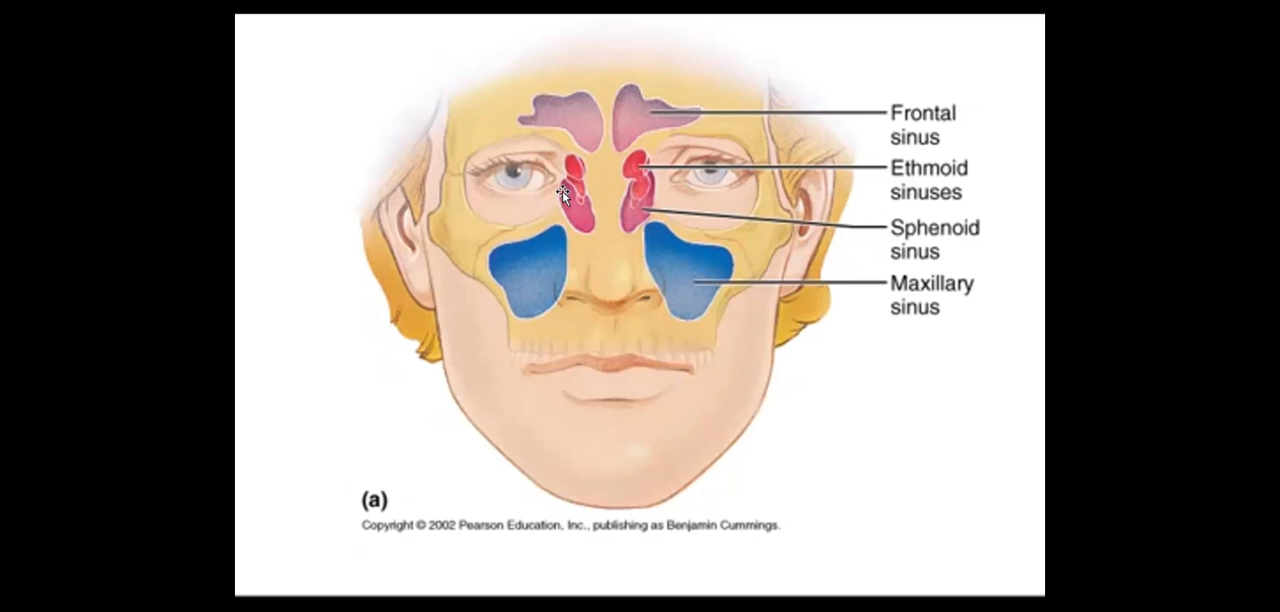 Frontal
sinus
Ethmoid
sinuses
Sphenoid
sinus
Maxillary
sinus
(a)
Copyright © 2002 Pearson Education, Inc., publishing as Benjamin Cummings.